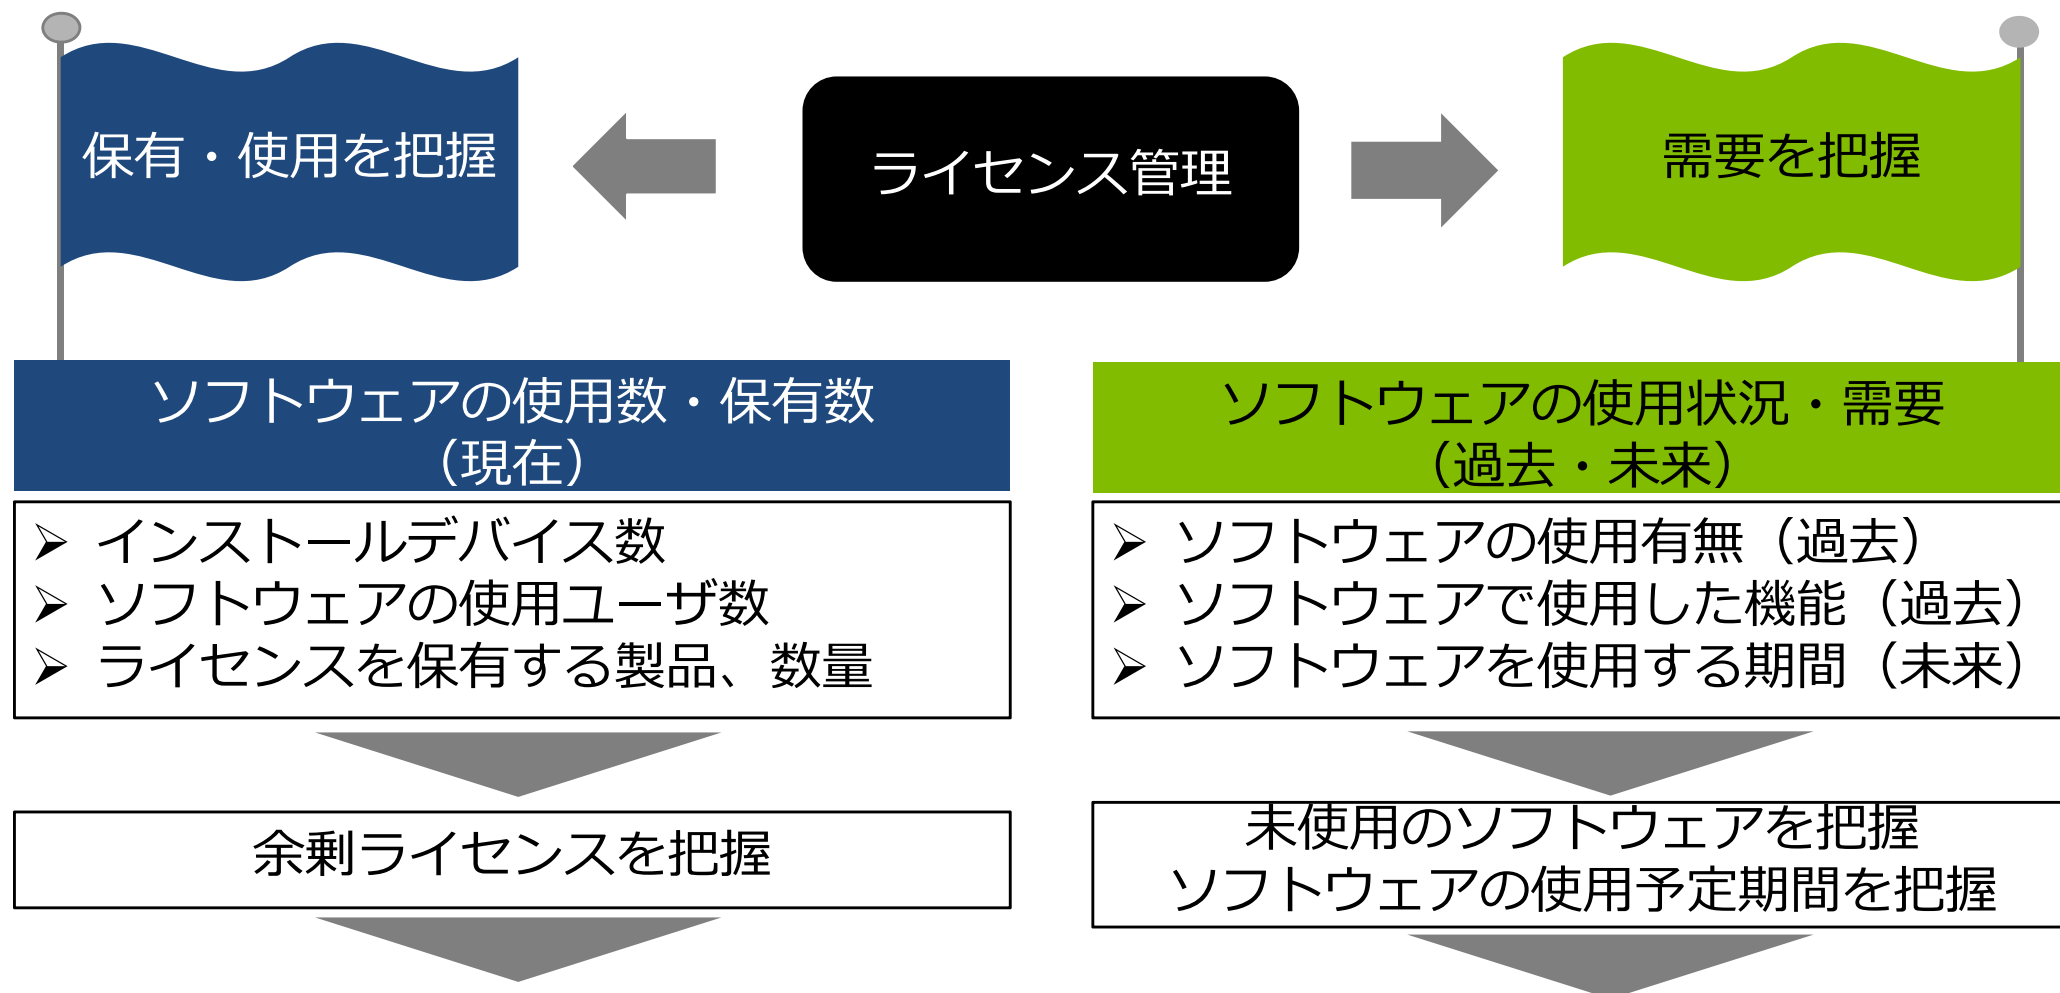 保有・使用を把握
ライセンス管理
需要を把握
ソフトウェアの使用数・保有数
（現在）
➢ インストールデバイス数
➢ ソフトウェアの使用ユーザ数
➢ ライセンスを保有する製品、数量
余剰ライセンスを把握
ソフトウェアの使用状況・需要
（過去・未来）
➢ ソフトウェアの使用有無（過去）
➢ ソフトウェアで使用した機能（過去）
➢ ソフトウェアを使用する期間（未来）
未使用のソフトウェアを把握
ソフトウェアの使用予定期間を把握